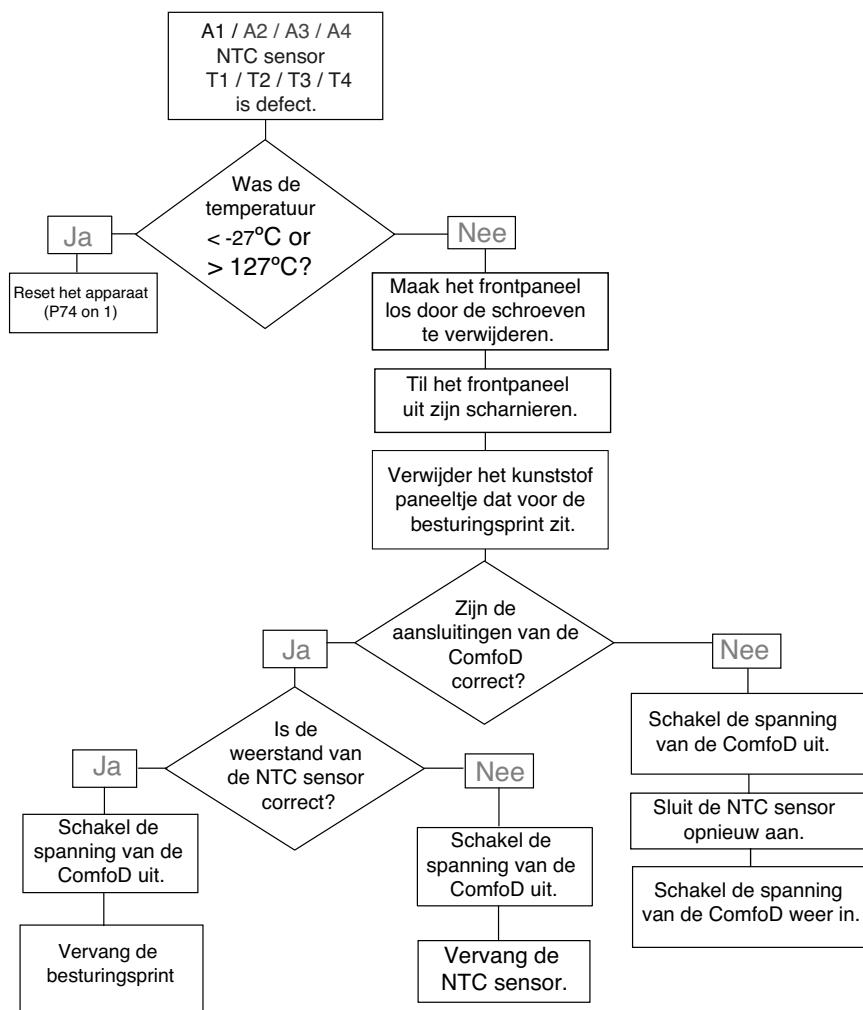 A1 / A2 / A3 / A4
NTC sensor
T1 / T2 / T3 / T4
is defect.
Was de
temperatuur
< -27ºC or
> 127ºC?
Ja
Nee
Reset het apparaat
(P74 on 1)
Maak het frontpaneel
los door de schroeven
te verwijderen.
Til het frontpaneel
uit zijn scharnieren.
Verwijder het kunststof
paneeltje dat voor de
besturingsprint zit.
Zijn de
aansluitingen van de
ComfoD
correct?
Ja
Nee
Is de
weerstand van
de NTC sensor
correct?
Ja
Nee
Schakel de spanning
van de ComfoD uit.
Sluit de NTC sensor
opnieuw aan.
Schakel de spanning
van de ComfoD weer in.
Schakel de
spanning van de
ComfoD uit.
Vervang de
besturingsprint
Schakel de
spanning van de
ComfoD uit.
Vervang de
NTC sensor.